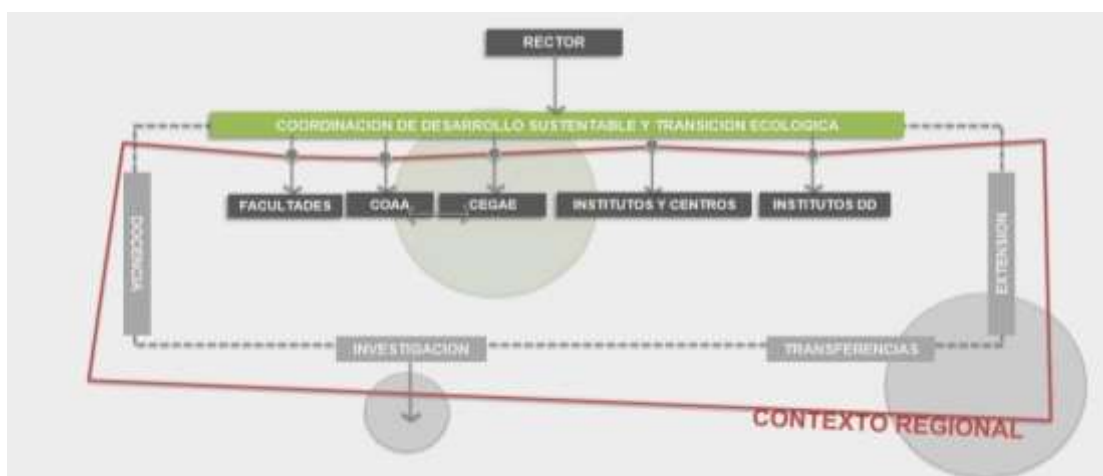 RECTOR
COORDINACION DE DESARROLLO SUSTENTABLE Y TRANSICION ECOLOGICA
FACULTADES
COAA
CEGAE
INSTITUTOS Y CENTROS
INSTITUTOS DD
DOCENCIA
EXTENSION
INVESTIGACION
TRANSFERENCIAS
CONTEXTO REGIONAL